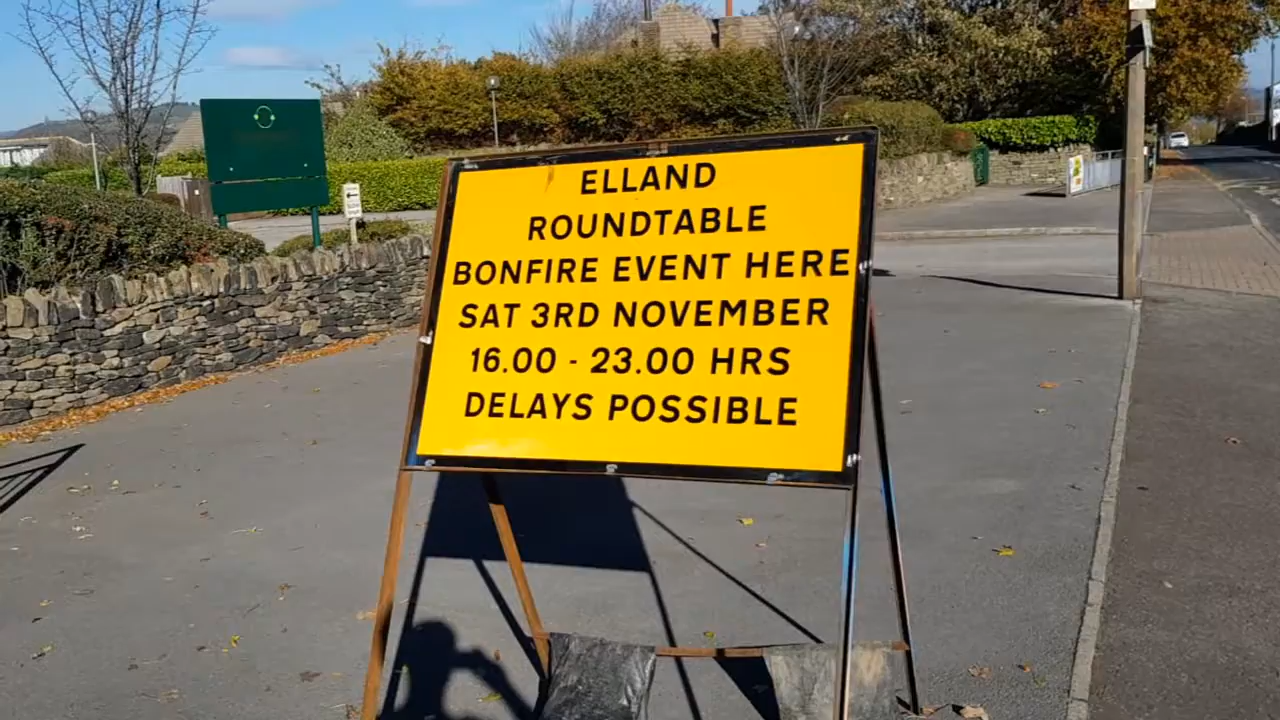 ELLAND
ROUNDTABLE
BONFIRE EVENT HERE
SAT 3RD NOVEMBER
16.00 - 23.00 HRS
DELAYS POSSIBLE